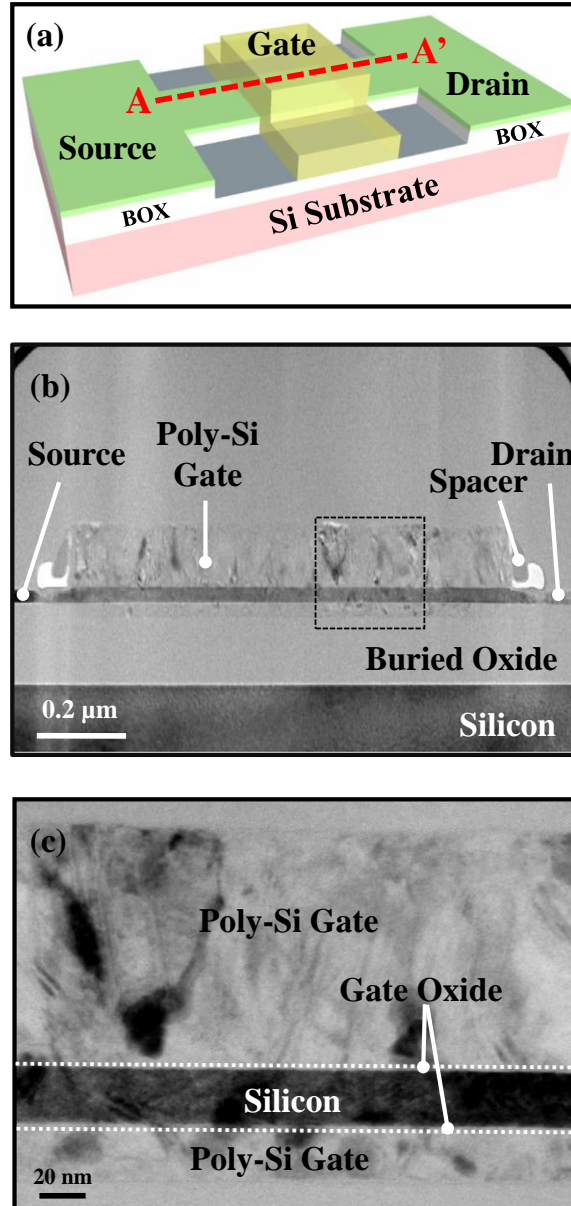 (a)
Gate
A'
A
Drain
Source
BOX
BOX
Si Substrate
(b)
Poly-Si
Gate
Source
Drain
Spacer
Buried Oxide
0.2 μm
Silicon
(c)
Poly-Si Gate
Gate Oxide
Silicon
Poly-Si Gate
20 nm